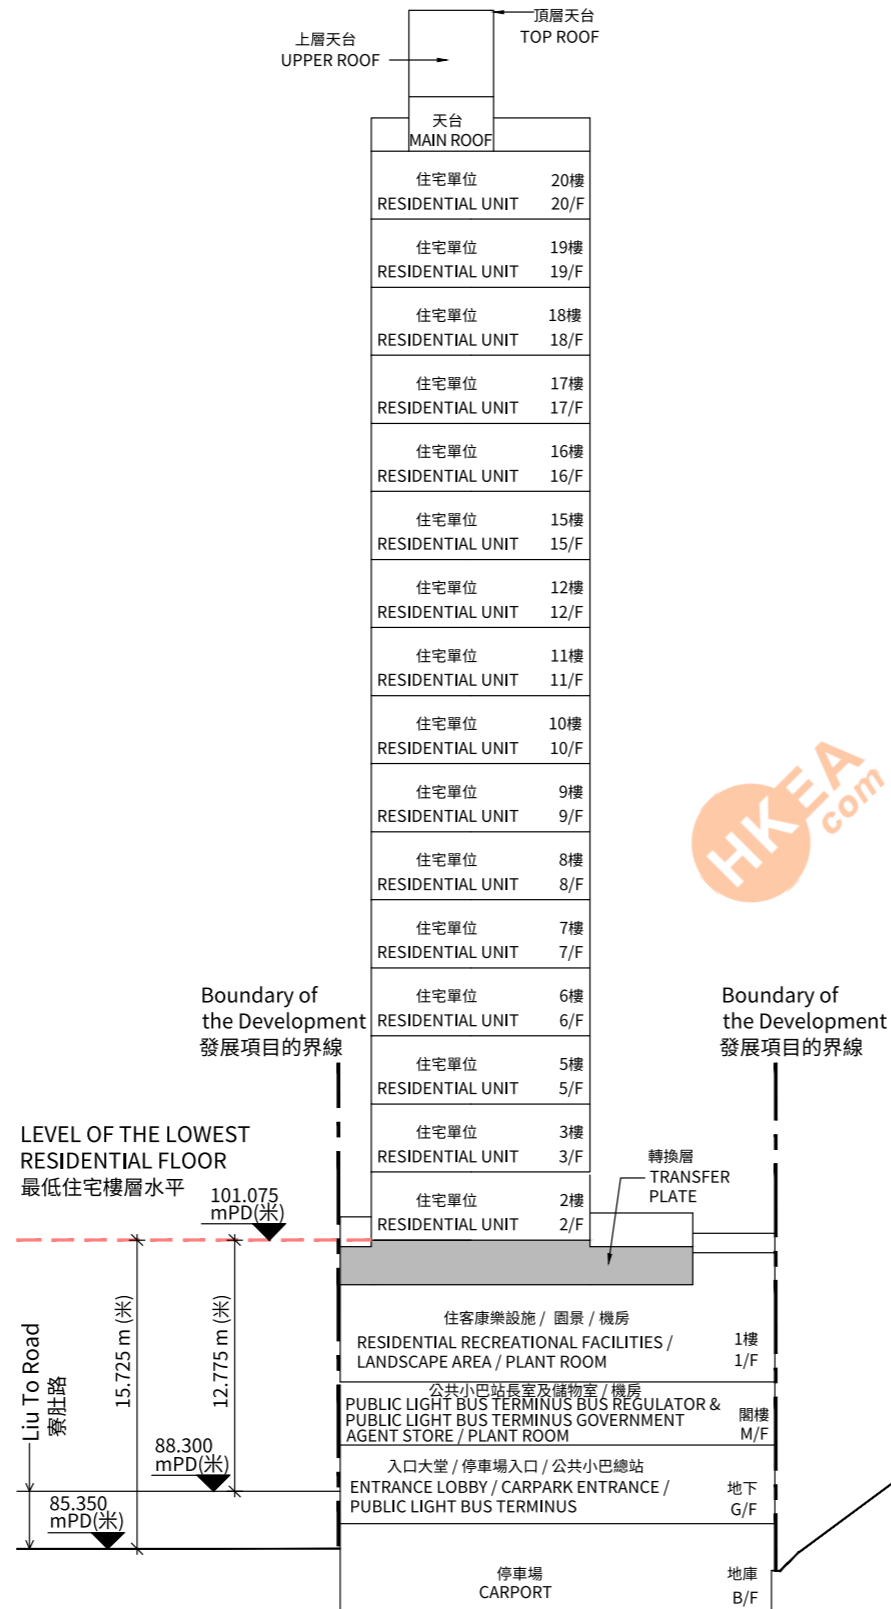 頂層天台
TOP ROOF
上層天台
UPPER ROOF
天台
MAIN ROOF
住宅單位 20樓
RESIDENTIAL UNIT 20/F
住宅單位 19樓
RESIDENTIAL UNIT 19/F
住宅單位 18樓
RESIDENTIAL UNIT 18/F
住宅單位 17樓
RESIDENTIAL UNIT 17/F
住宅單位 16樓
RESIDENTIAL UNIT 16/F
住宅單位 15樓
RESIDENTIAL UNIT 15/F
住宅單位 12樓
RESIDENTIAL UNIT 12/F
住宅單位 11樓
RESIDENTIAL UNIT 11/F
住宅單位 10樓
RESIDENTIAL UNIT 10/F
住宅單位 9樓
RESIDENTIAL UNIT 9/F
住宅單位 8樓
RESIDENTIAL UNIT 8/F
住宅單位 7樓
RESIDENTIAL UNIT 7/F
住宅單位 6樓
RESIDENTIAL UNIT 6/F
住宅單位 5樓
RESIDENTIAL UNIT 5/F
住宅單位 3樓
RESIDENTIAL UNIT 3/F
住宅單位 2樓
RESIDENTIAL UNIT 2/F
HKEA
com
Boundary of
the Development
發展項目的界線
Boundary of
the Development
發展項目的界線
LEVEL OF THE LOWEST
RESIDENTIAL FLOOR
最低住宅樓層水平
101.075
mPD(米)
轉換層
TRANSFER
PLATE
15.725 m (米)
12.775 m (米)
Liu To Road
寮肚路
88.300
mPD(米)
85.350
mPD(米)
住客康樂設施 / 園景 / 機房
RESIDENTIAL RECREATIONAL FACILITIES /
LANDSCAPE AREA / PLANT ROOM
1樓
1/F
公共小巴站長室及儲物室 / 機房
PUBLIC LIGHT BUS TERMINUS BUS REGULATOR &
PUBLIC LIGHT BUS TERMINUS GOVERNMENT
AGENT STORE / PLANT ROOM
閣樓
M/F
入口大堂 / 停車場入口 / 公共小巴總站
ENTRANCE LOBBY / CARPARK ENTRANCE /
PUBLIC LIGHT BUS TERMINUS
地下
G/F
停車場
CARPORT
地庫
B/F